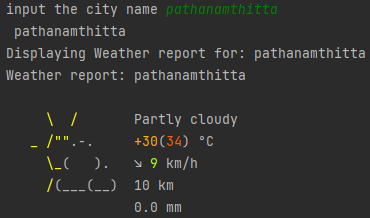 input the city name pathanamthitta
 pathanamthitta
Displaying Weather report for: pathanamthitta
Weather report: pathanamthitta

    \  /       Partly cloudy
  _ /"".-.     +30(34) °C
    \_(   ).   ↘ 9 km/h
    /(___(__)  10 km
               0.0 mm